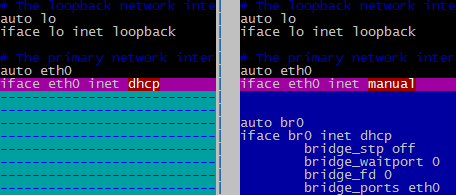 # The loopback network inter
auto lo
iface lo inet loopback
# The primary network inter
auto eth0
iface eth0 inet dhcp
# The loopback network inter
auto lo
iface lo inet loopback
# The primary network inter
auto eth0
iface eth0 inet manual
auto br0
iface br0 inet dhcp
bridge_stp off
bridge_waitport 0
bridge_fd 0
bridge_ports eth0